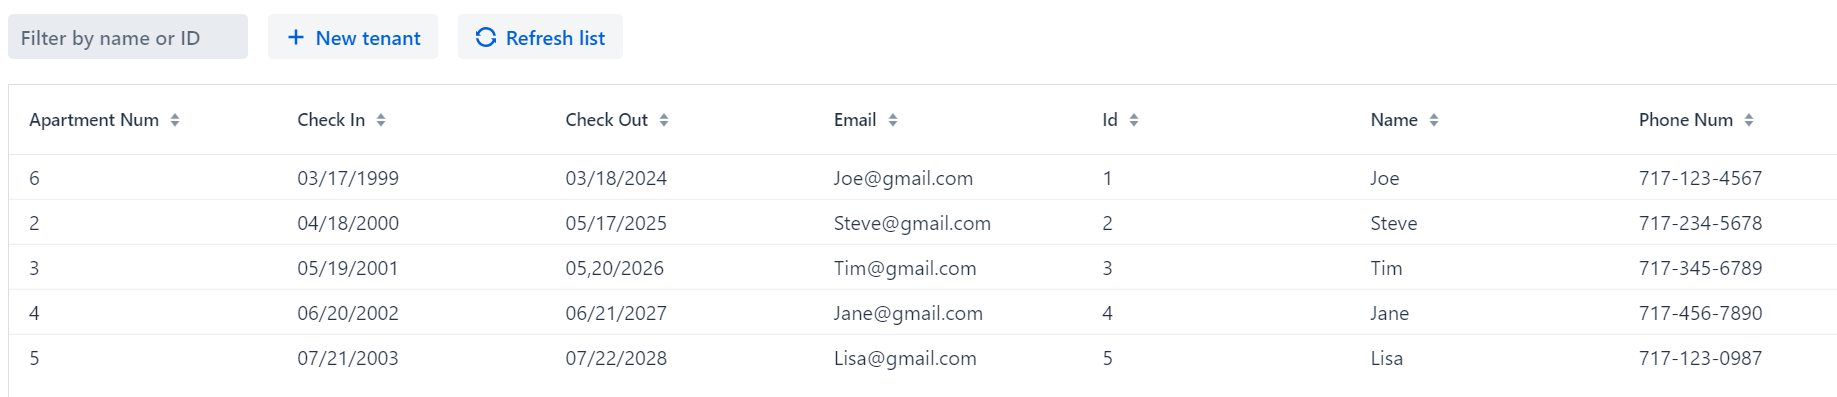 Filter by name or ID New tenant Refresh list
Apartment Num Check In Check Out Email Id Name Phone Num
6 03/17/1999 03/18/2024 Joe@gmail.com 1 Joe 717-123-4567
2 04/18/2000 05/17/2025 Steve@gmail.com 2 Steve 717-234-5678
3 05/19/2001 05,20/2026 Tim@gmail.com 3 Tim 717-345-6789
4 06/20/2002 06/21/2027 Jane@gmail.com 4 Jane 717-456-7890
5 07/21/2003 07/22/2028 Lisa@gmail.com 5 Lisa 717-123-0987